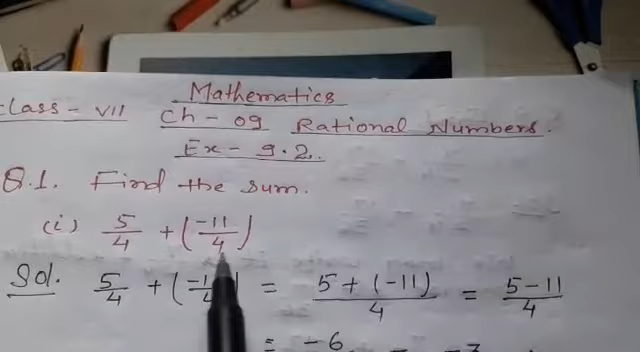 Mathematics
Class - VII Ch - 09 Rational Numbers.
Ex - 9.2.
Q.1. Find the sum.
(i) 5/4 + (-11/4)
Sol. 5/4 + (-1 = 5 + (-11)/4 = 5 - 11/4
= -6